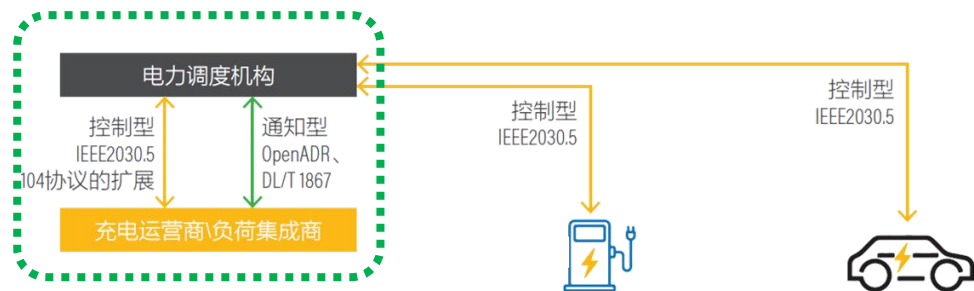 电力调度机构
控制型
IEEE2030.5
104协议的扩展
通知型
OpenADR、
DL/T 1867
充电运营商\负荷集成商
控制型
IEEE2030.5
控制型
IEEE2030.5